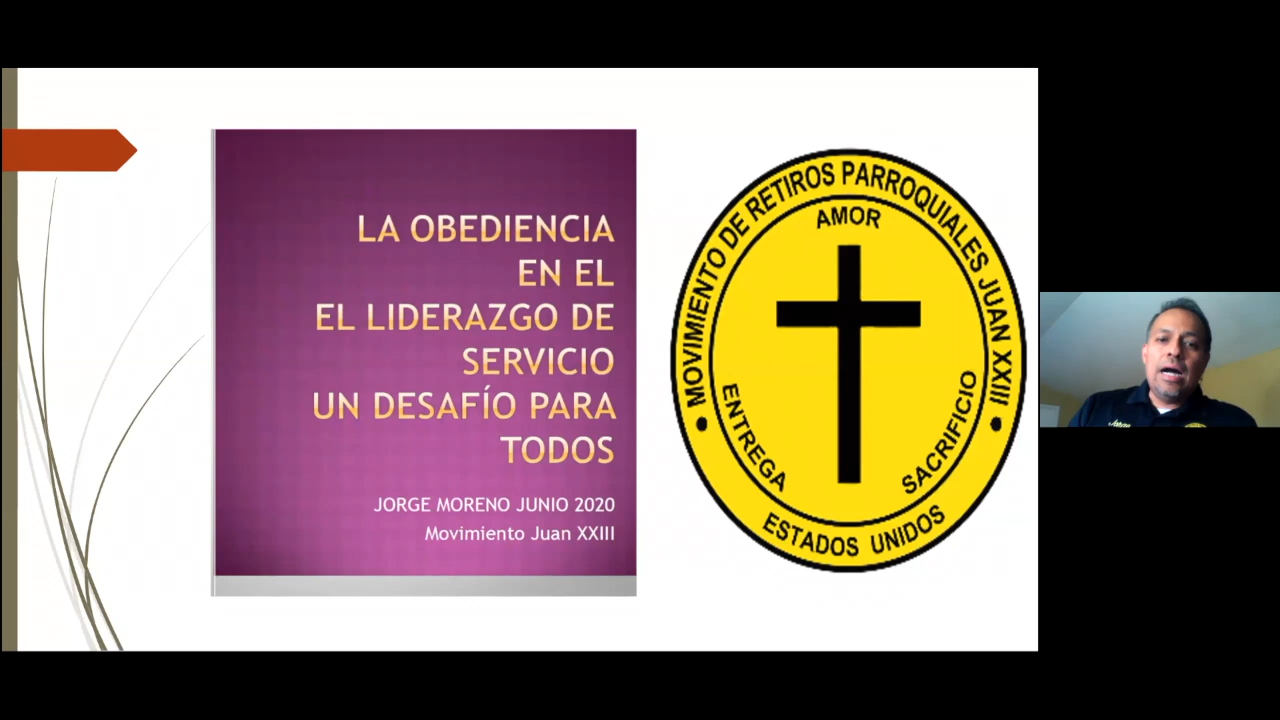 LA OBEDIENCIA
EN EL
EL LIDERAZGO DE
SERVICIO
UN DESAFÍO PARA
TODOS
JORGE MORENO JUNIO 2020
Movimiento Juan XXIII
MOVIMIENTO DE RETIROS PARROQUIALES JUAN XXIII
AMOR
ENTREGA
SACRIFICIO
ESTADOS UNIDOS
Jorge